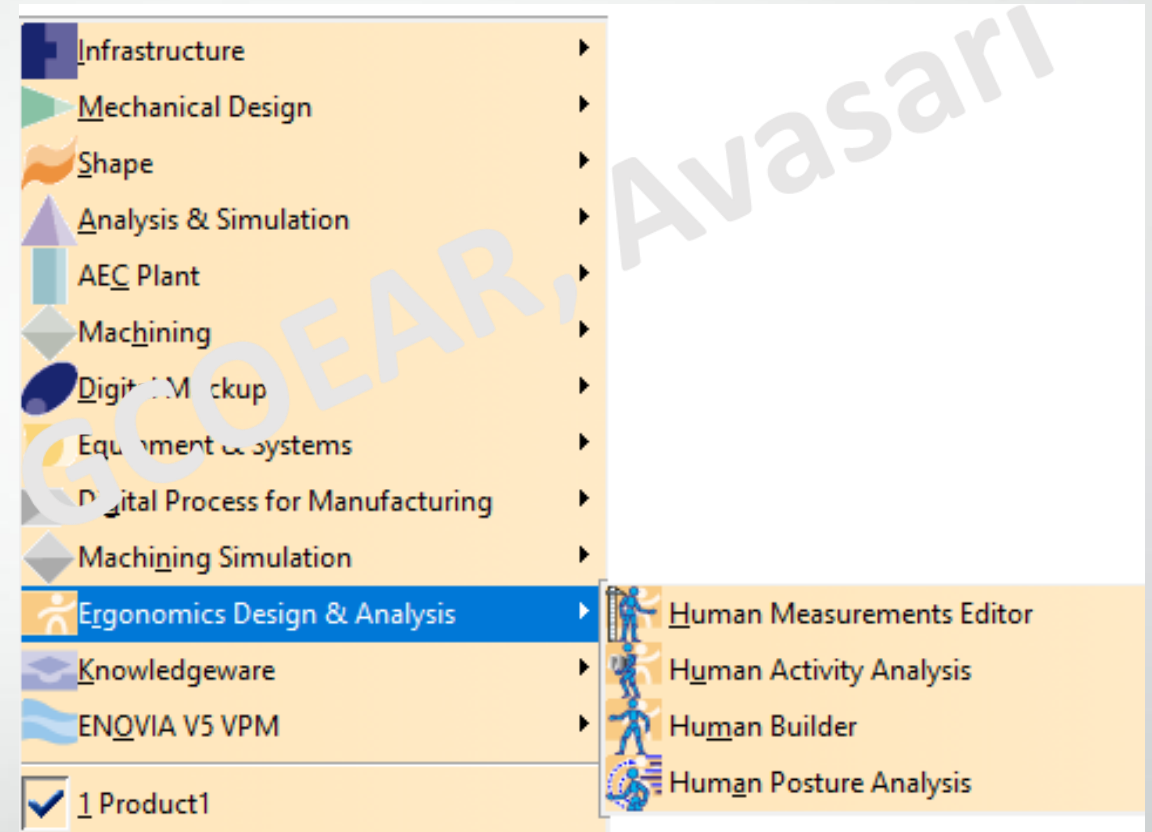 Infrastructure
Mechanical Design
Shape
Analysis & Simulation
AEC Plant
Machining
Digital Mockup
Equipment & Systems
Digital Process for Manufacturing
Machining Simulation
Ergonomics Design & Analysis
Human Measurements Editor
Human Activity Analysis
Human Builder
Human Posture Analysis
Knowledgeware
ENOVIA V5 VPM
1 Product1
GCOEAR, Avasari